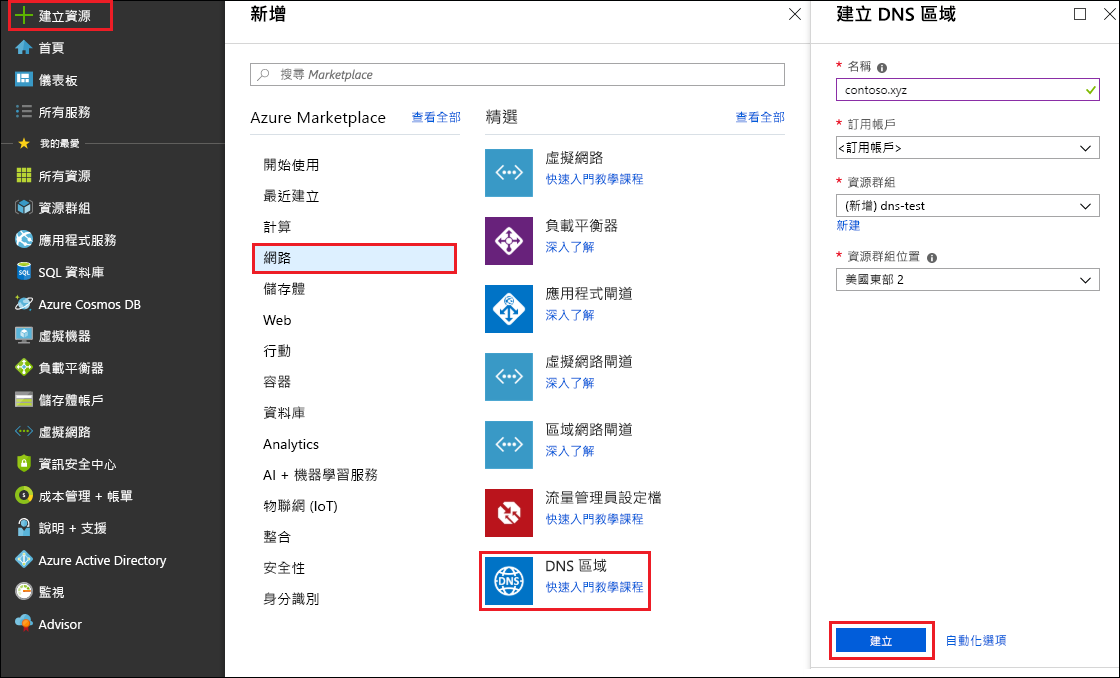 建立資源
首頁
儀表板
所有服務
我的最愛
所有資源
資源群組
應用程式服務
SQL 資料庫
Azure Cosmos DB
虛擬機器
負載平衡器
儲存體帳戶
虛擬網路
資訊安全中心
成本管理 + 帳單
說明 + 支援
Azure Active Directory
監視
Advisor
新增
搜尋 Marketplace
Azure Marketplace 查看全部
開始使用
最近建立
計算
網路
儲存體
Web
行動
容器
資料庫
Analytics
AI + 機器學習服務
物聯網 (IoT)
整合
安全性
身分識別
精選 查看全部
虛擬網路
快速入門教學課程
負載平衡器
深入了解
應用程式閘道
深入了解
虛擬網路閘道
深入了解
區域網路閘道
深入了解
流量管理員設定檔
快速入門教學課程
DNS
DNS 區域
快速入門教學課程
建立 DNS 區域
* 名稱
contoso.xyz
* 訂用帳戶
<訂用帳戶>
* 資源群組
(新增) dns-test
新建
* 資源群組位置
美國東部 2
建立 自動化選項